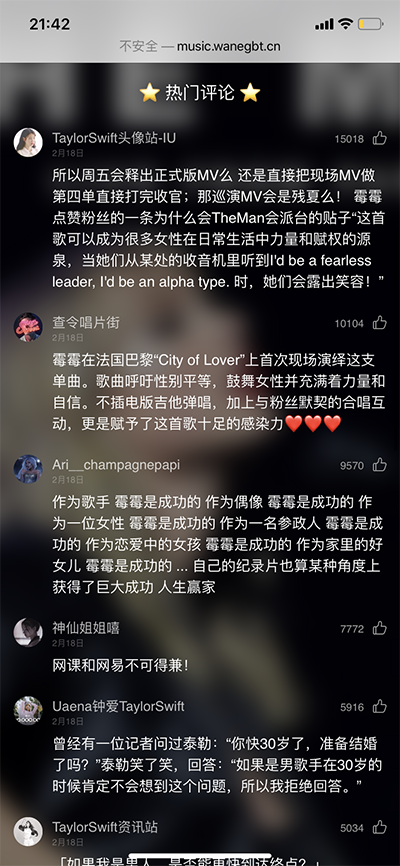 21:42
不安全 — music.wanegbt.cn
⭐ 热门评论 ⭐
TaylorSwift头像站-IU
15018
2月18日
所以周五会释出正式版MV么 还是直接把现场MV做
第四单直接打完收官；那巡演MV会是残夏么！ 霉霉
点赞粉丝的一条为什么会TheMan会派台的贴子“这首
歌可以成为很多女性在日常生活中力量和赋权的源
泉，当她们从某处的收音机里听到I'd be a fearless
leader, I'd be an alpha type. 时，她们会露出笑容！”
查令唱片街
10104
2月18日
霉霉在法国巴黎“City of Lover”上首次现场演绎这支
单曲。歌曲呼吁性别平等，鼓舞女性并充满着力量和
自信。不插电版吉他弹唱，加上与粉丝默契的合唱互
动，更是赋予了这首歌十足的感染力❤️❤️❤️
Ari__champagnepapi
9570
2月18日
作为歌手 霉霉是成功的 作为偶像 霉霉是成功的 作
为一位女性 霉霉是成功的 作为一名参政人 霉霉是成
功的 作为恋爱中的女孩 霉霉是成功的 作为家里的好
女儿 霉霉是成功的 ... 自己的纪录片也算某种角度上
获得了巨大成功 人生赢家
神仙姐姐嘻
7772
2月18日
网课和网易不可得兼！
Uaena钟爱TaylorSwift
5916
2月18日
曾经有一位记者问过泰勒：“你快30岁了，准备结婚
了吗？”泰勒笑了笑，回答：“如果是男歌手在30岁的
时候肯定不会想到这个问题，所以我拒绝回答。”
TaylorSwift资讯站
5034
2月18日
「如果我是男人，是否能更快到达终点？」